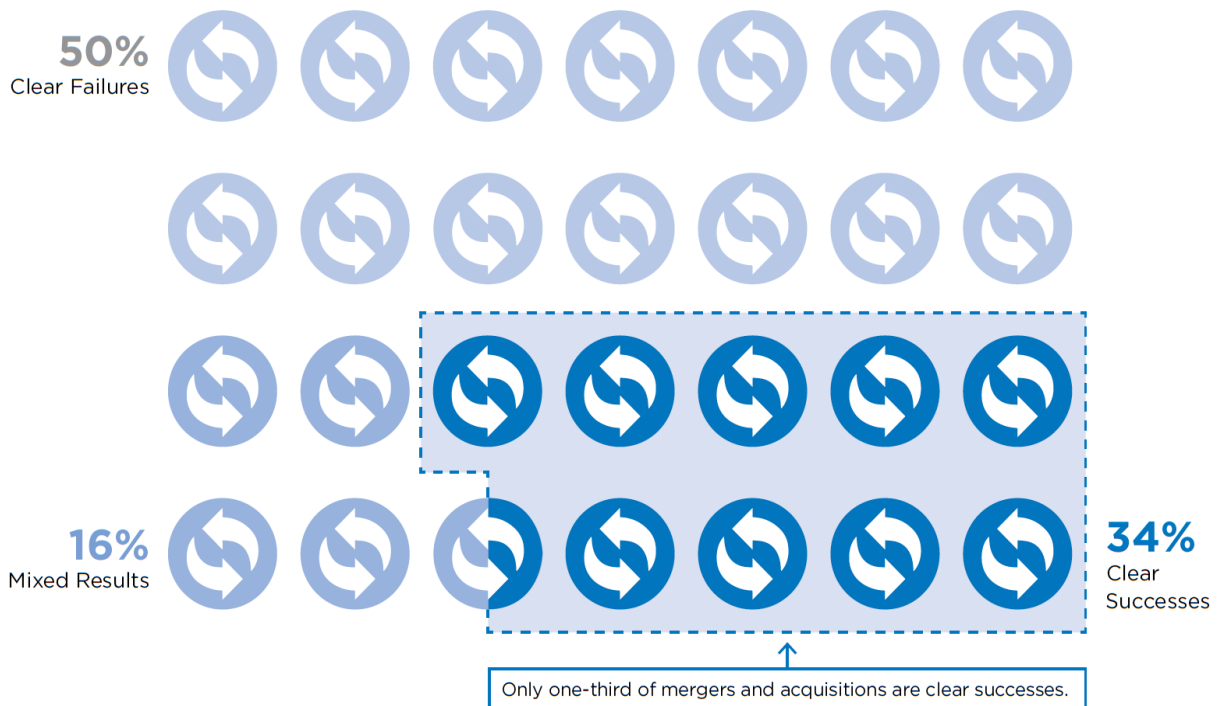 50%
Clear Failures
16%
Mixed Results
34%
Clear
Successes
Only one-third of mergers and acquisitions are clear successes.